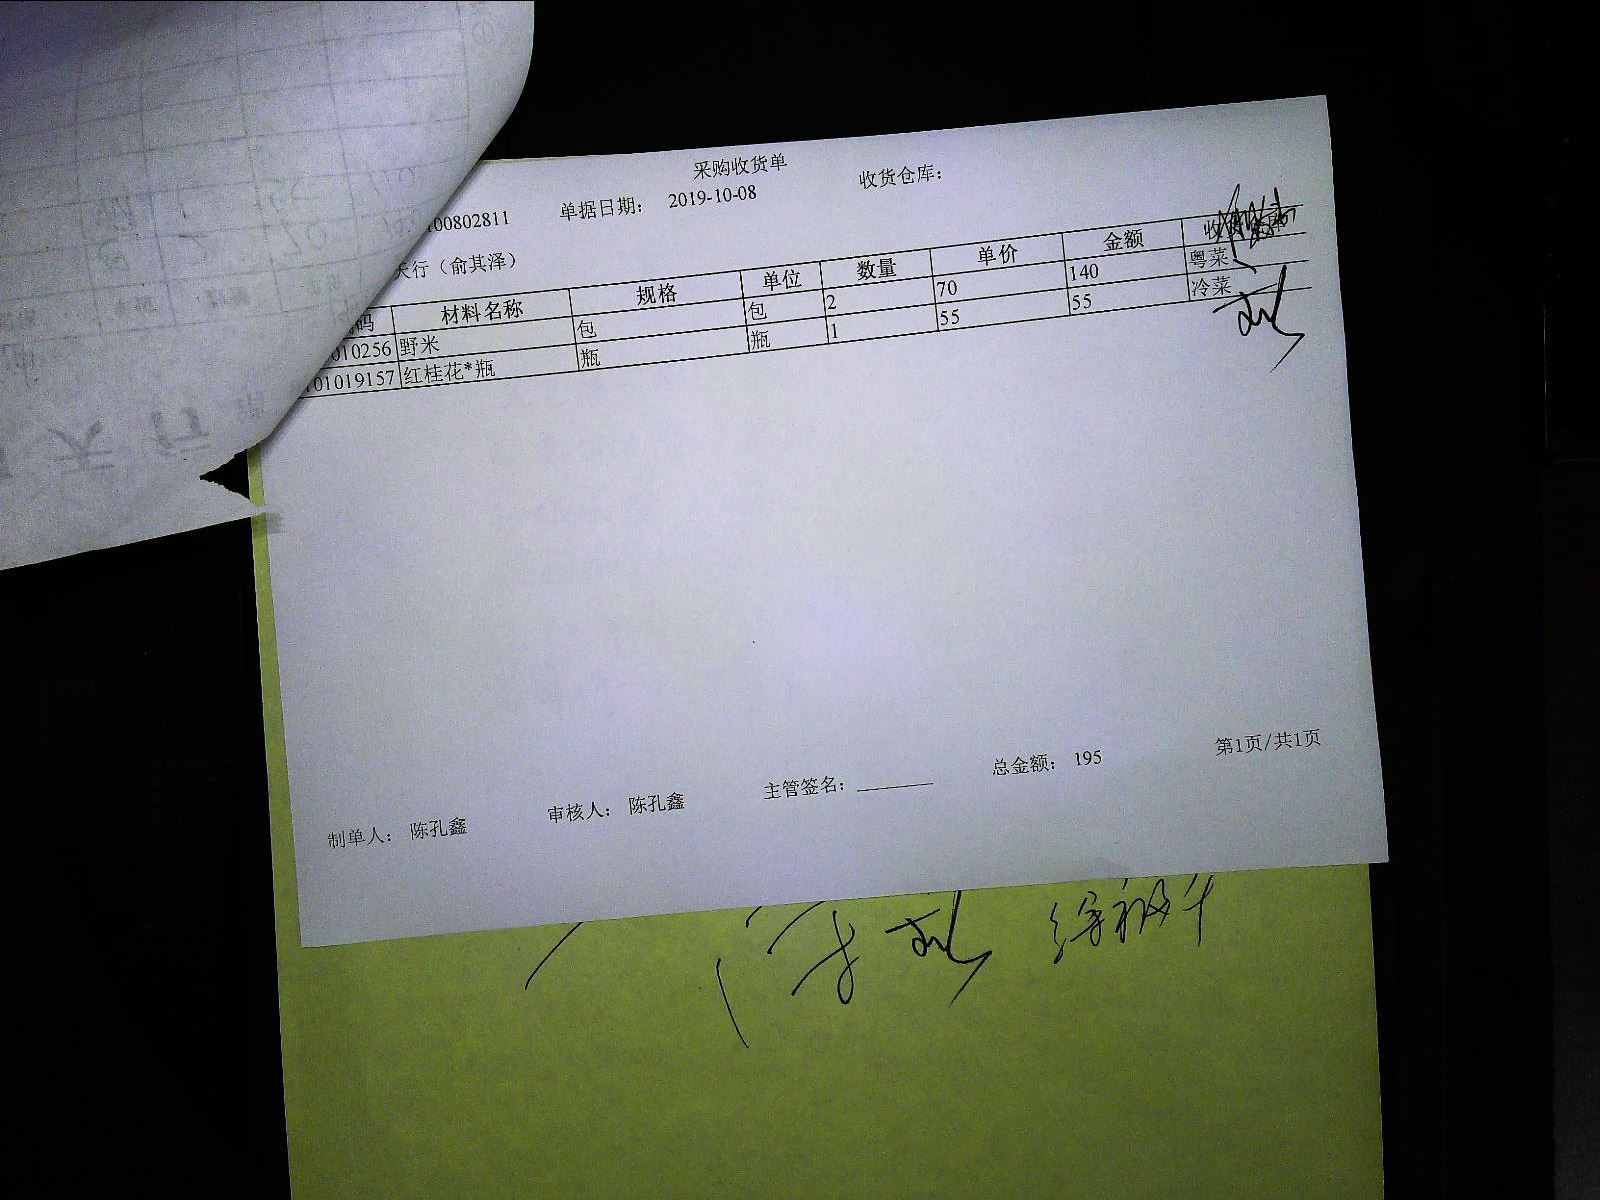 采购收货单
100802811 单据日期: 2019-10-08 收货仓库:
天行（俞其泽）
码 材料名称 规格 单位 数量 单价 金额
010256 野米 包 包 2 70 140 粤菜
01019157 红桂花*瓶 瓶 瓶 1 55 55 冷菜
制单人: 陈孔鑫 审核人: 陈孔鑫 主管签名: 总金额: 195 第1页/共1页